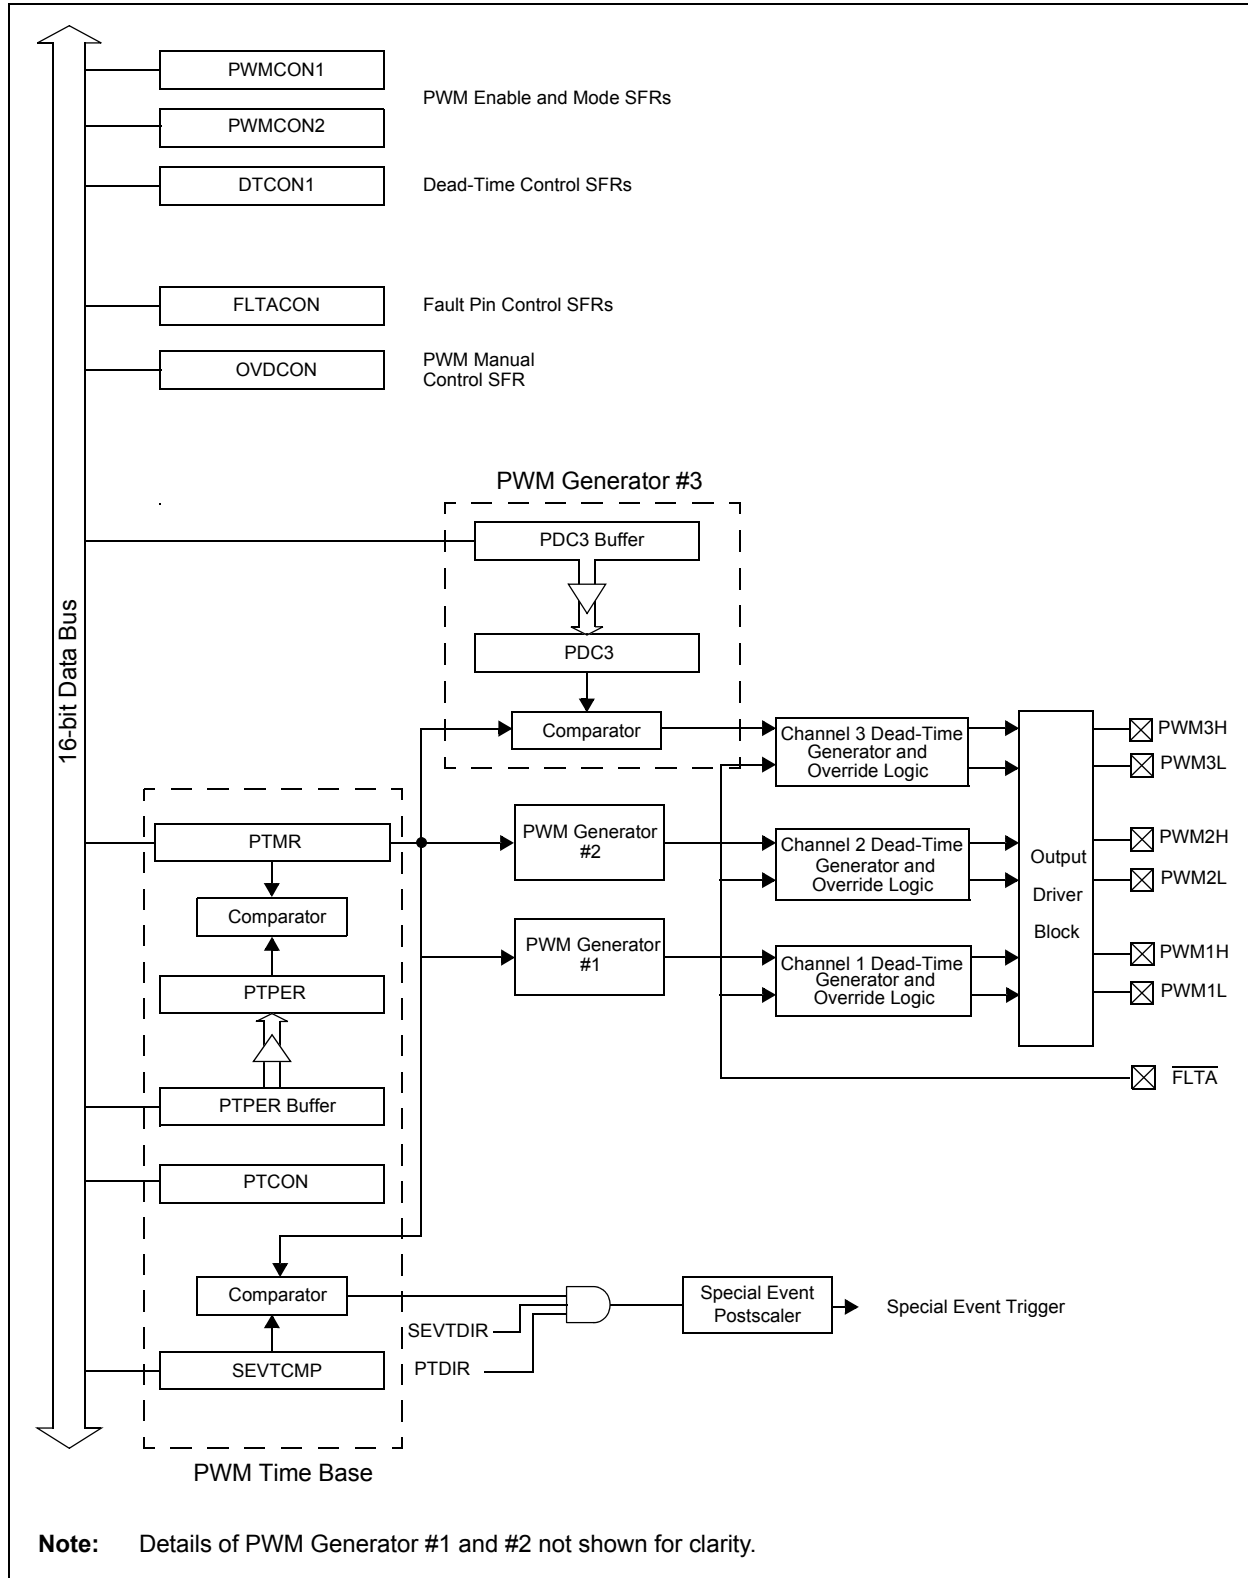 PWMCON1
PWM Enable and Mode SFRs
PWMCON2
DTCON1
Dead-Time Control SFRs
FLTACON
Fault Pin Control SFRs
OVDCON
PWM Manual
Control SFR
16-bit Data Bus
PWM Generator #3
PDC3 Buffer
PDC3
Comparator
Channel 3 Dead-Time
Generator and
Override Logic
PWM3H
PWM3L
PTMR
Comparator
PTPER
PTPER Buffer
PTCON
PWM Generator
#2
Channel 2 Dead-Time
Generator and
Override Logic
PWM2H
PWM2L
Output
Driver
Block
PWM Generator
#1
Channel 1 Dead-Time
Generator and
Override Logic
PWM1H
PWM1L
FLTA
Comparator
SEVTCMP
SEVTDIR
PTDIR
Special Event
Postscaler
Special Event Trigger
PWM Time Base
Note: Details of PWM Generator #1 and #2 not shown for clarity.